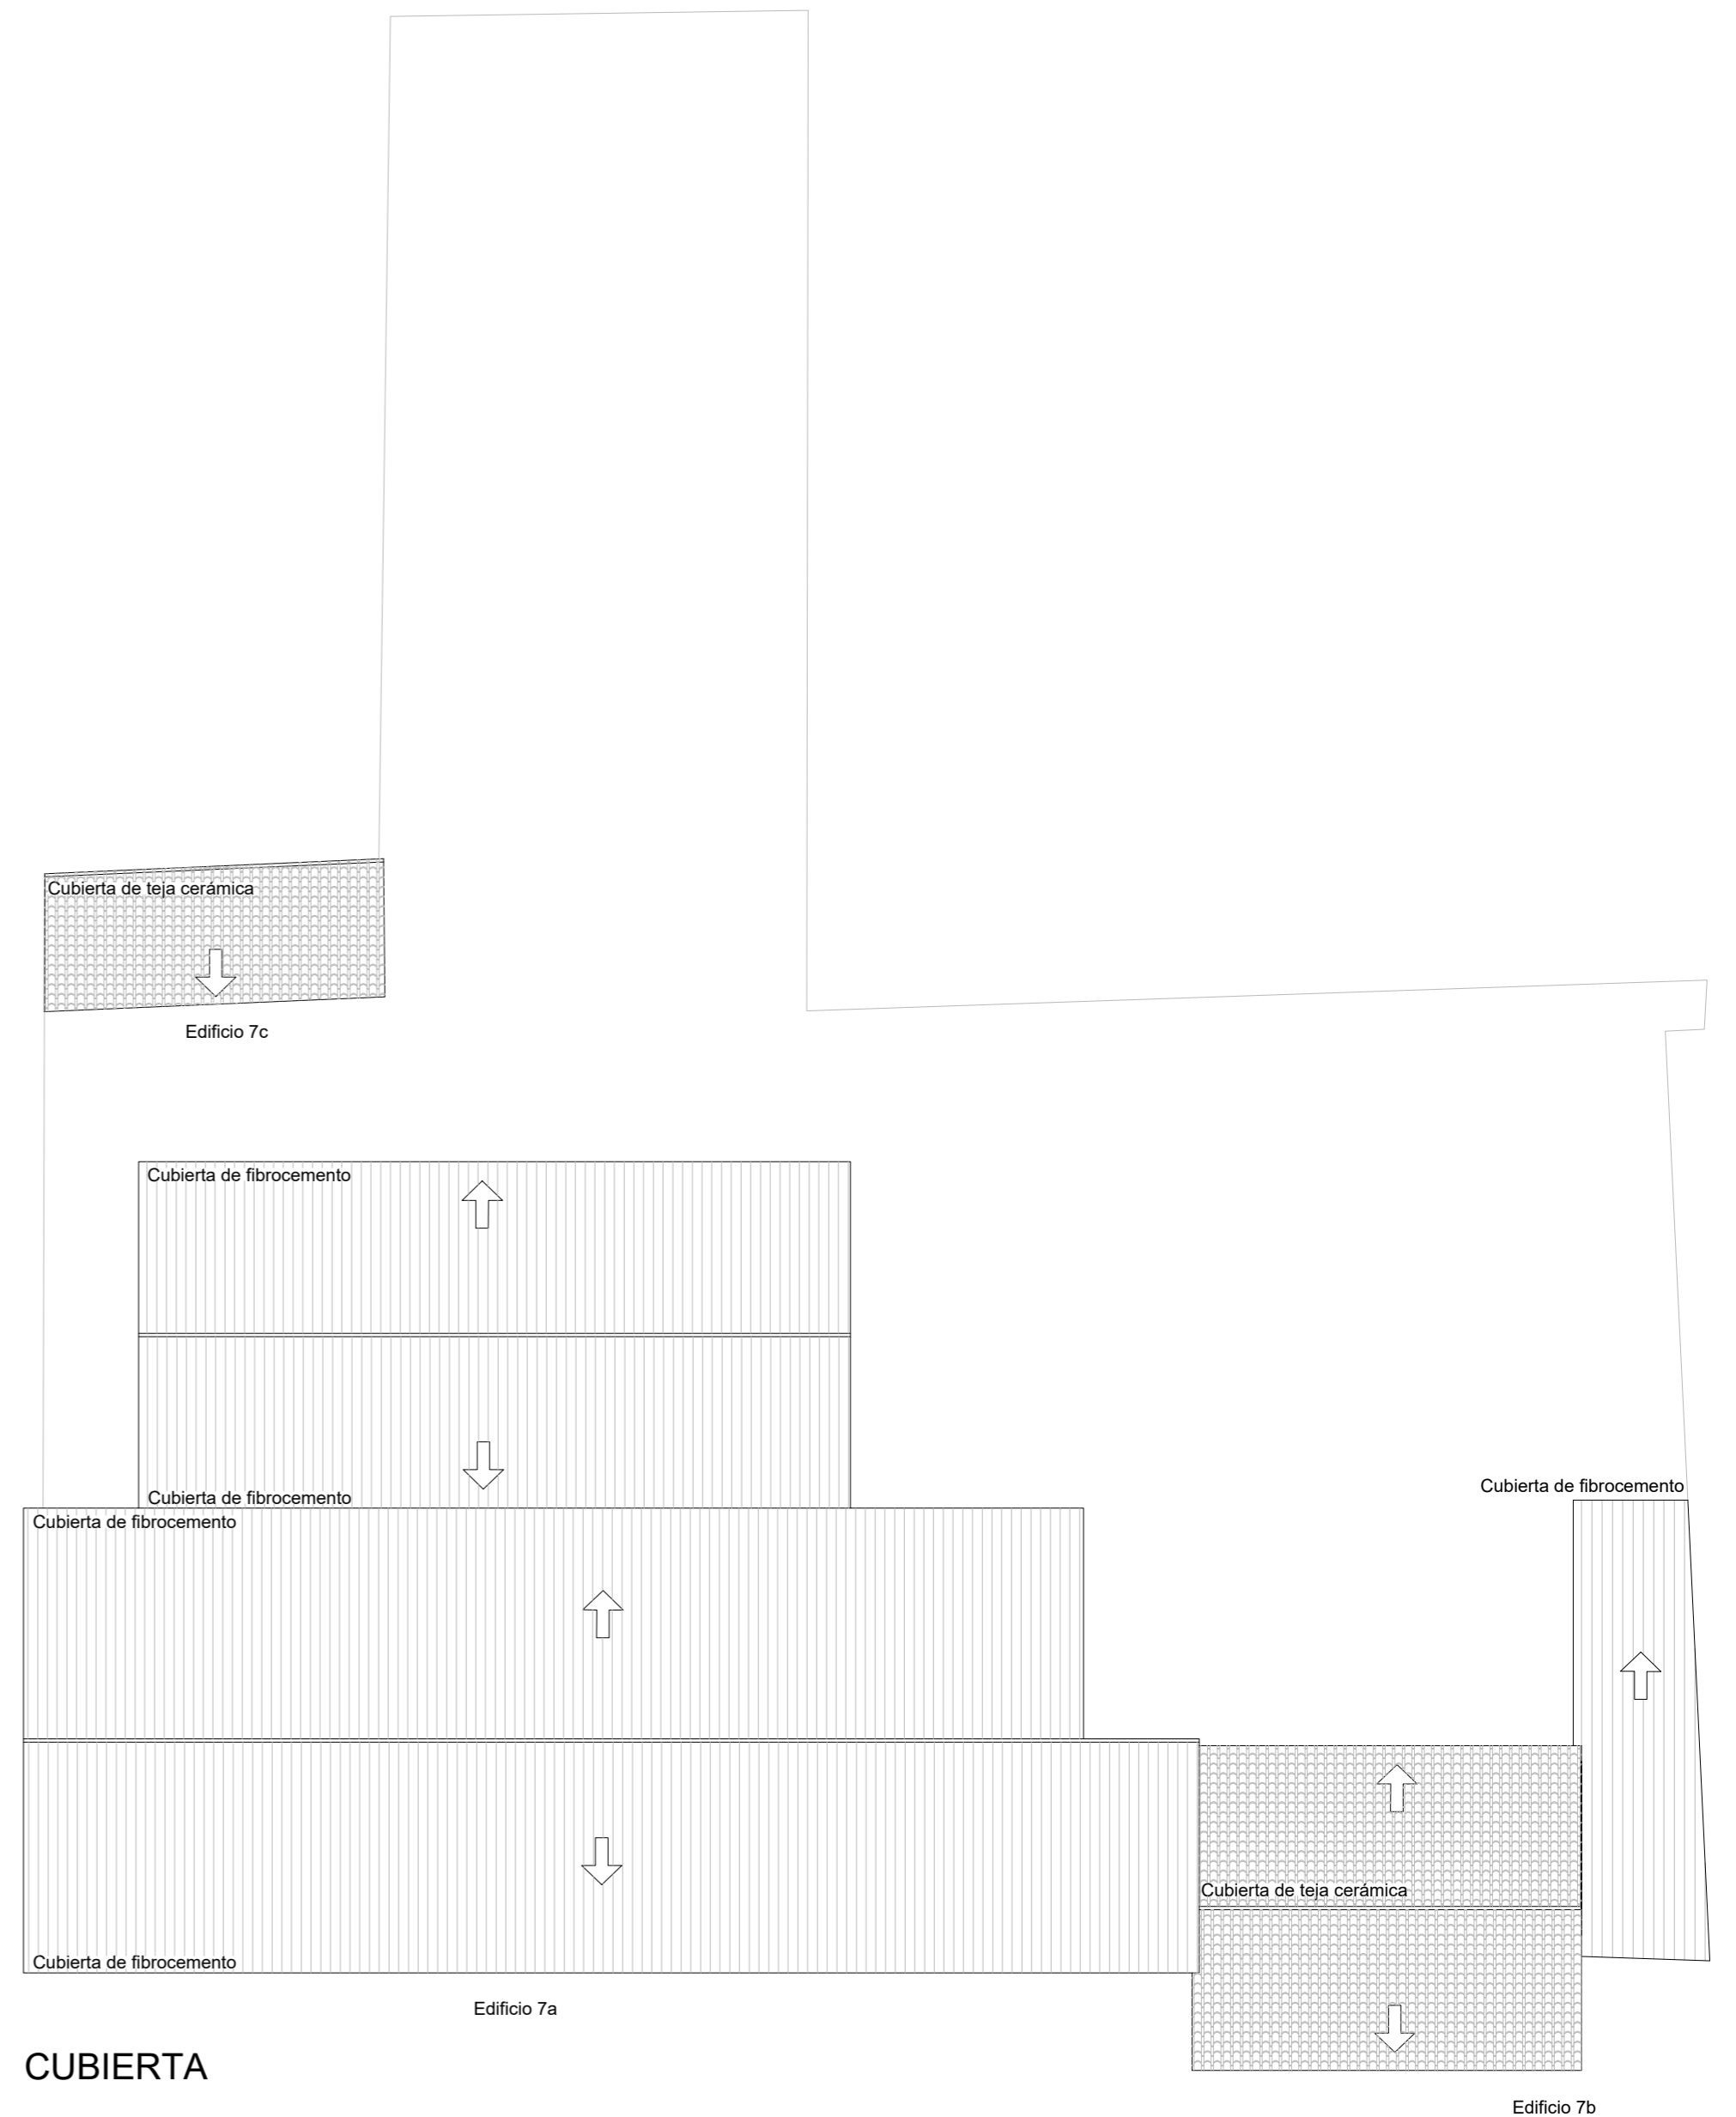 Cubierta de teja cerámica
Edificio 7c
Cubierta de fibrocemento
Cubierta de fibrocemento
Cubierta de fibrocemento
Cubierta de fibrocemento
Cubierta de teja cerámica
Cubierta de fibrocemento
Edificio 7a
CUBIERTA
Edificio 7b